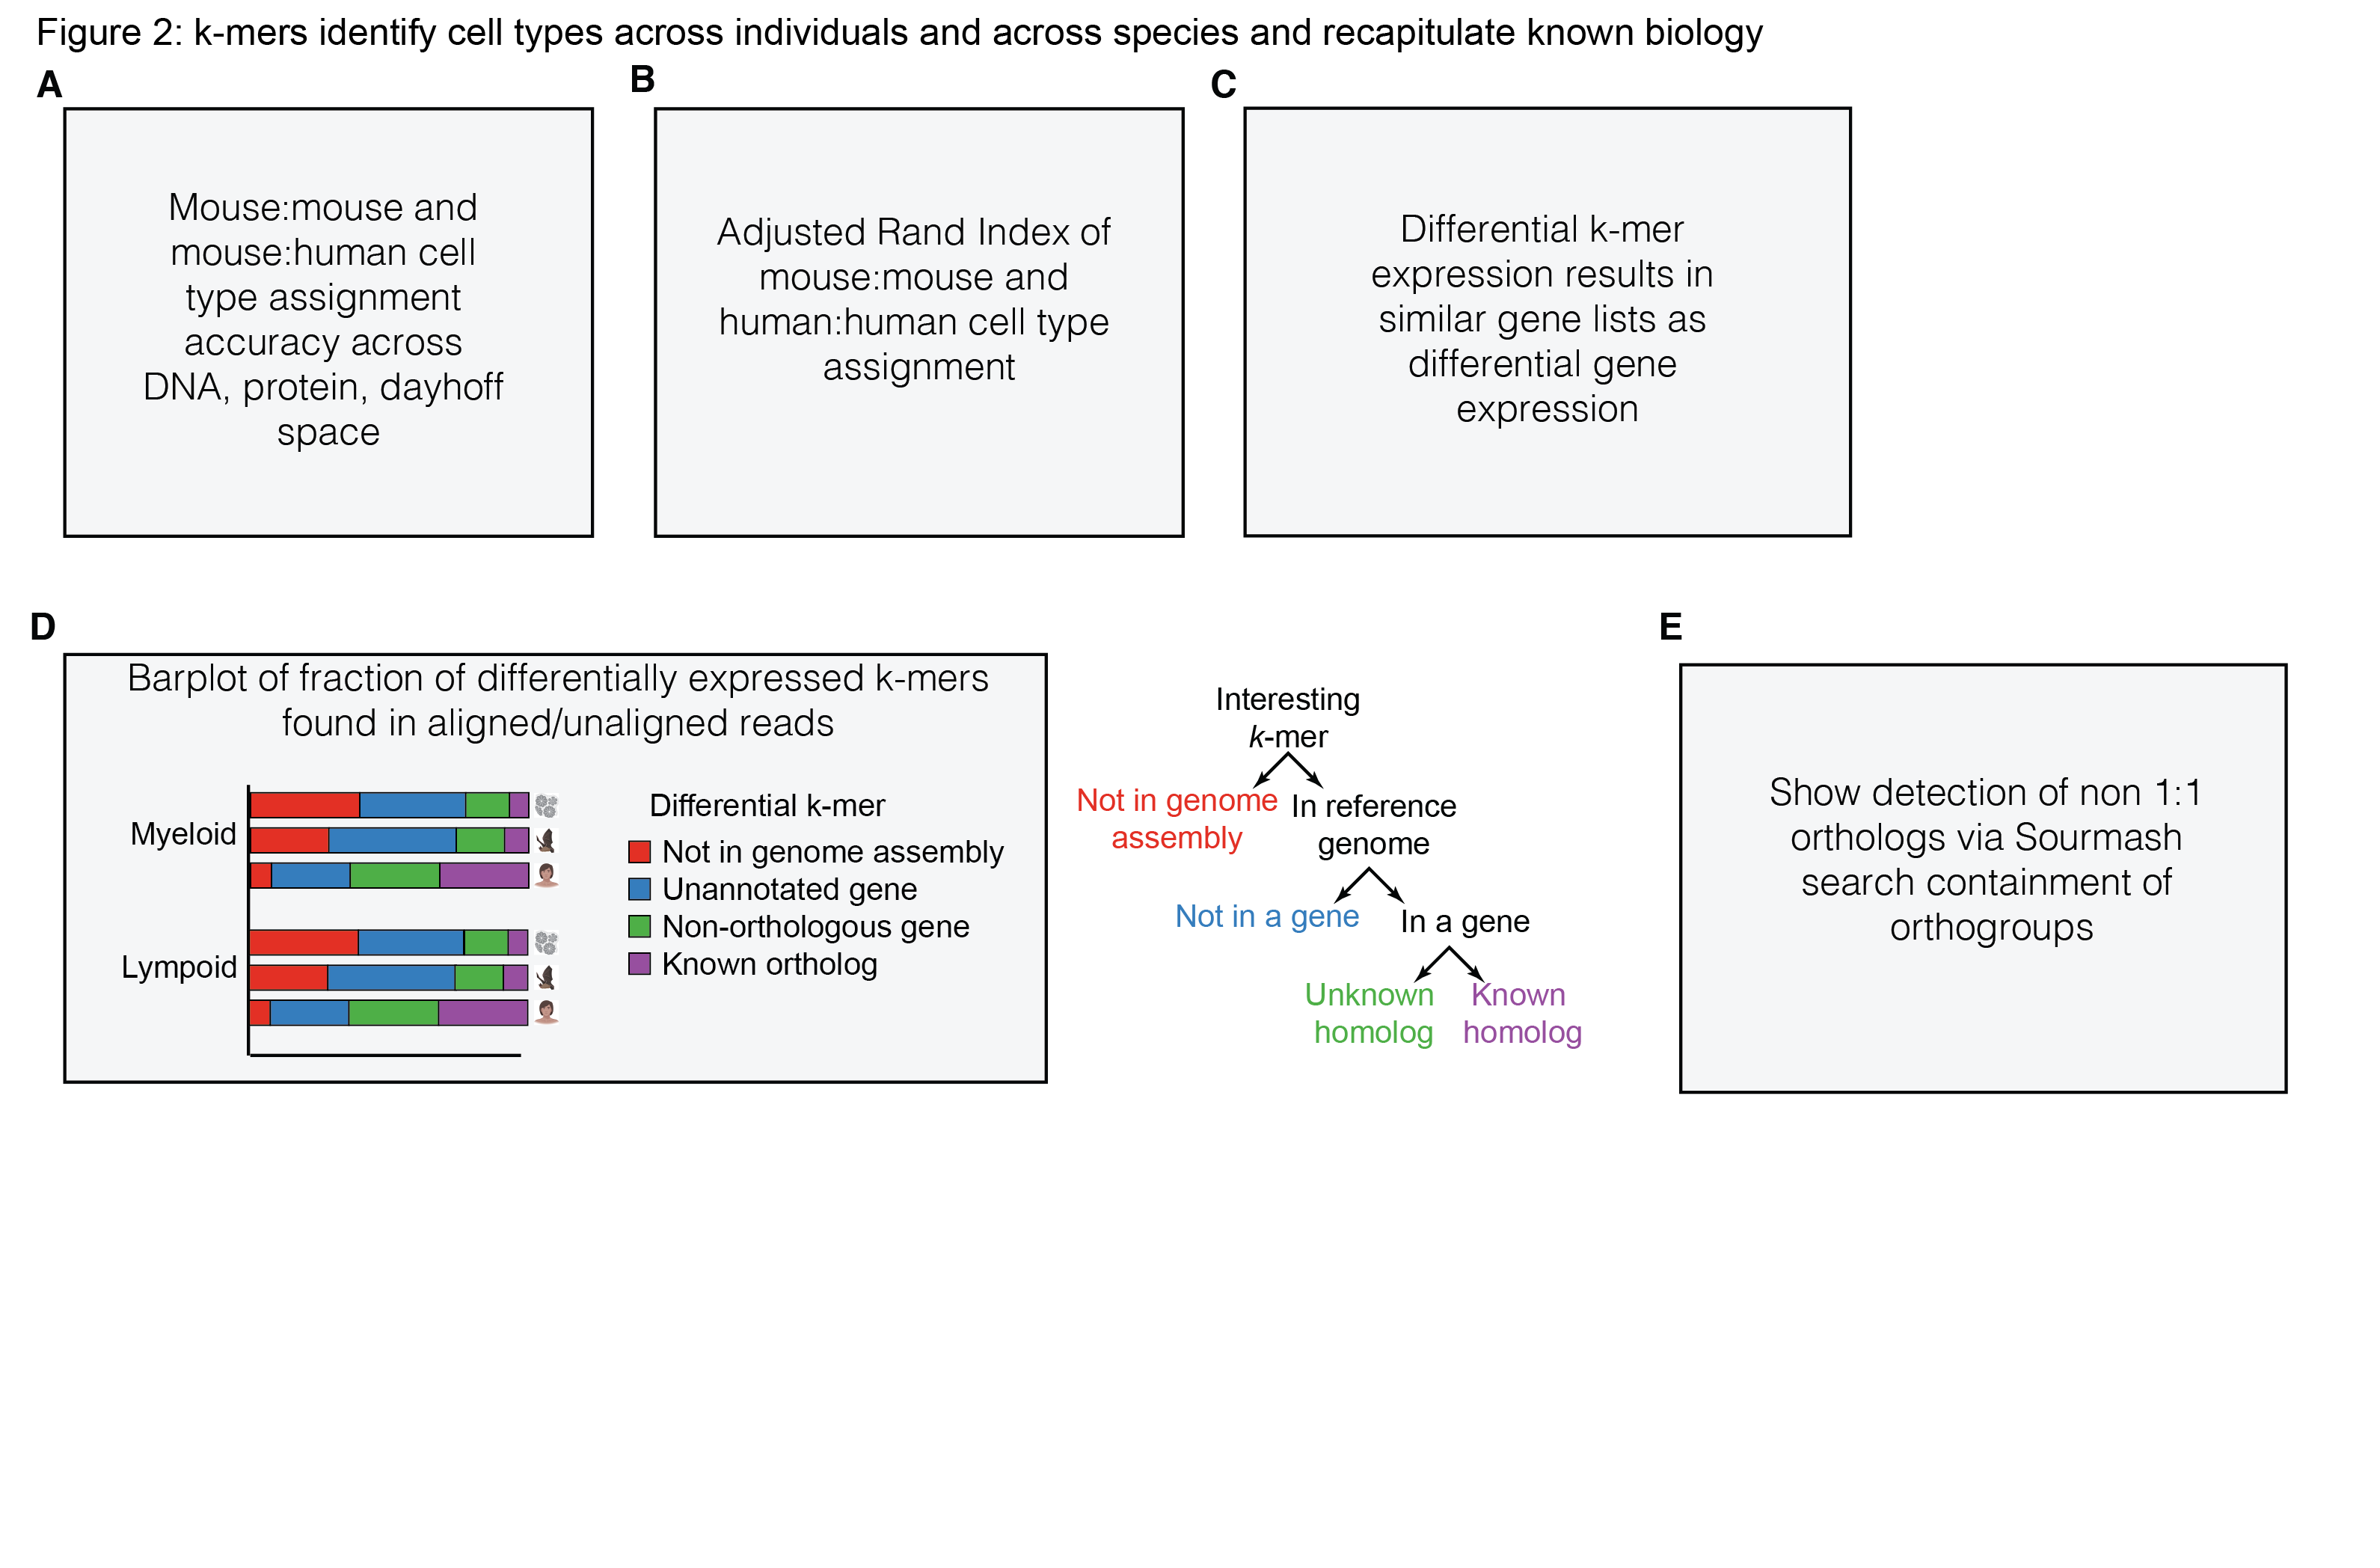 Figure 2: k-mers identify cell types across individuals and across species and recapitulate known biology
A
Mouse:mouse and
mouse:human cell
type assignment
accuracy across
DNA, protein, dayhoff
space
B
Adjusted Rand Index of
mouse:mouse and
human:human cell type
assignment
C
Differential k-mer
expression results in
similar gene lists as
differential gene
expression
D
Barplot of fraction of differentially expressed k-mers
found in aligned/unaligned reads
Myeloid
Lympoid
Differential k-mer
Not in genome assembly
Unannotated gene
Non-orthologous gene
Known ortholog
Interesting
k-mer
Not in genome
assembly
In reference
genome
Not in a gene
In a gene
Unknown
homolog
Known
homolog
E
Show detection of non 1:1
orthologs via Sourmash
search containment of
orthogroups